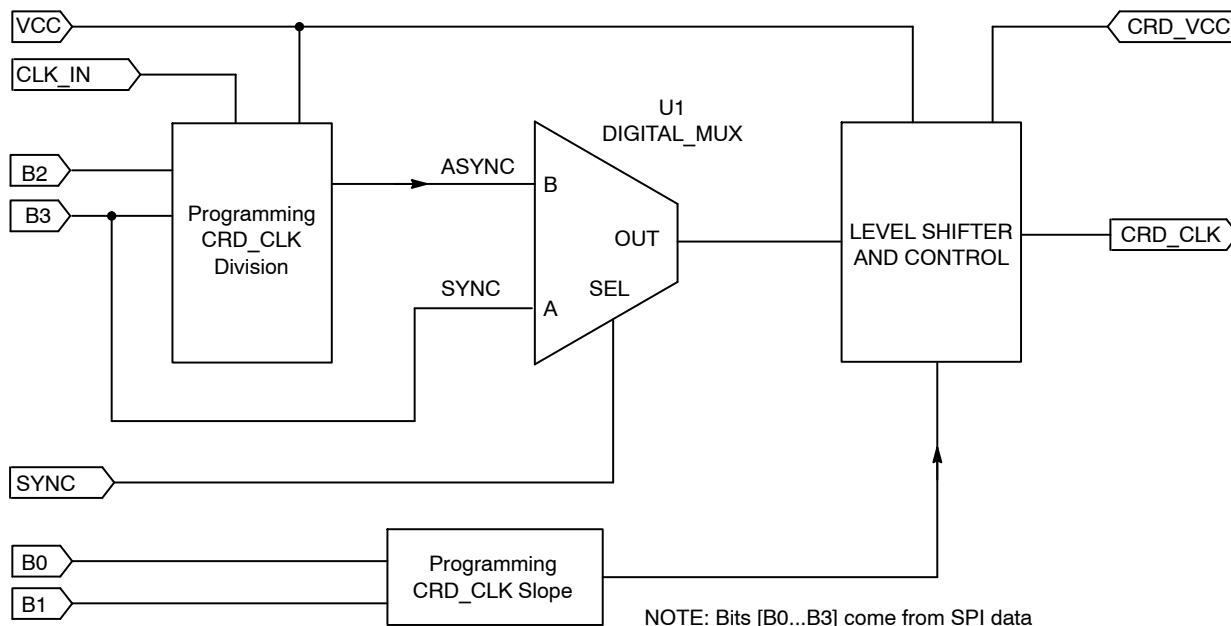 VCC
CRD_VCC
CLK_IN
U1
DIGITAL_MUX
B2
ASYNC
B
B3
Programming
CRD_CLK
Division
OUT
LEVEL SHIFTER
AND CONTROL
CRD_CLK
SYNC
SEL
A
SYNC
B0
Programming
CRD_CLK Slope
B1
NOTE: Bits [B0...B3] come from SPI data